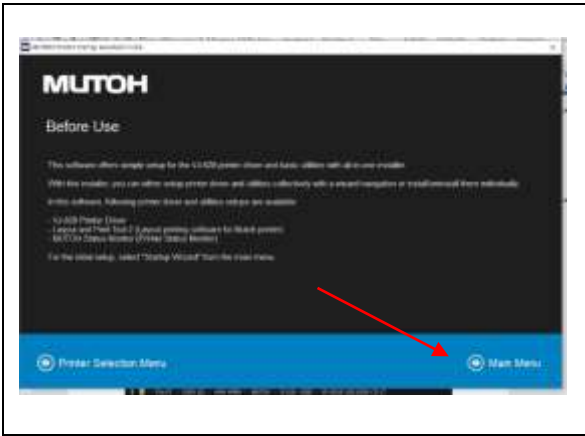 MUTOH
Before Use
This software offers simple setup for the VJ-628 printer driver and basic utilities with all in one installer.
With this installer, you can either setup printer driver and utilities collectively with a wizard navigation or install/uninstall them individually.
In this software, following printer driver and utilities setups are available:
- VJ-628 Printer Driver
- Layout and Print Tool 2 (Layout printing software for Mutoh printer)
- MUTOH Status Monitor (Printer Status Monitor)
For the initial setup, select "Startup Wizard" from the main menu.
Printer Selection Menu
Main Menu